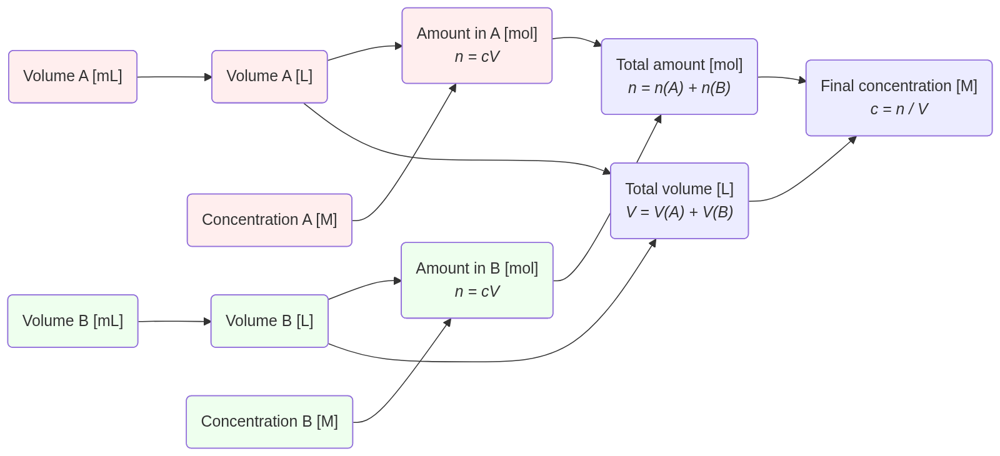 Volume A [mL]
Volume A [L]
Amount in A [mol]
n = cV
Total amount [mol]
n = n(A) + n(B)
Final concentration [M]
c = n / V
Concentration A [M]
Total volume [L]
V = V(A) + V(B)
Amount in B [mol]
n = cV
Volume B [mL]
Volume B [L]
Concentration B [M]